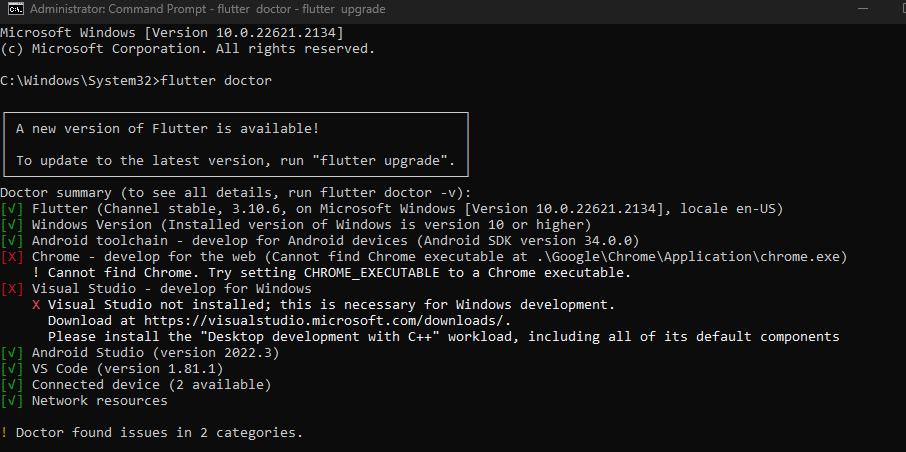 Administrator: Command Prompt - flutter  doctor - flutter  upgrade
Microsoft Windows [Version 10.0.22621.2134]
(c) Microsoft Corporation. All rights reserved.
C:\Windows\System32>flutter doctor
A new version of Flutter is available!
To update to the latest version, run "flutter upgrade".
Doctor summary (to see all details, run flutter doctor -v):
[√] Flutter (Channel stable, 3.10.6, on Microsoft Windows [Version 10.0.22621.2134], locale en-US)
[√] Windows Version (Installed version of Windows is version 10 or higher)
[√] Android toolchain - develop for Android devices (Android SDK version 34.0.0)
[X] Chrome - develop for the web (Cannot find Chrome executable at .\Google\Chrome\Application\chrome.exe)
! Cannot find Chrome. Try setting CHROME_EXECUTABLE to a Chrome executable.
[X] Visual Studio - develop for Windows
X Visual Studio not installed; this is necessary for Windows development.
Download at https://visualstudio.microsoft.com/downloads/.
Please install the "Desktop development with C++" workload, including all of its default components
[√] Android Studio (version 2022.3)
[√] VS Code (version 1.81.1)
[√] Connected device (2 available)
[√] Network resources
! Doctor found issues in 2 categories.